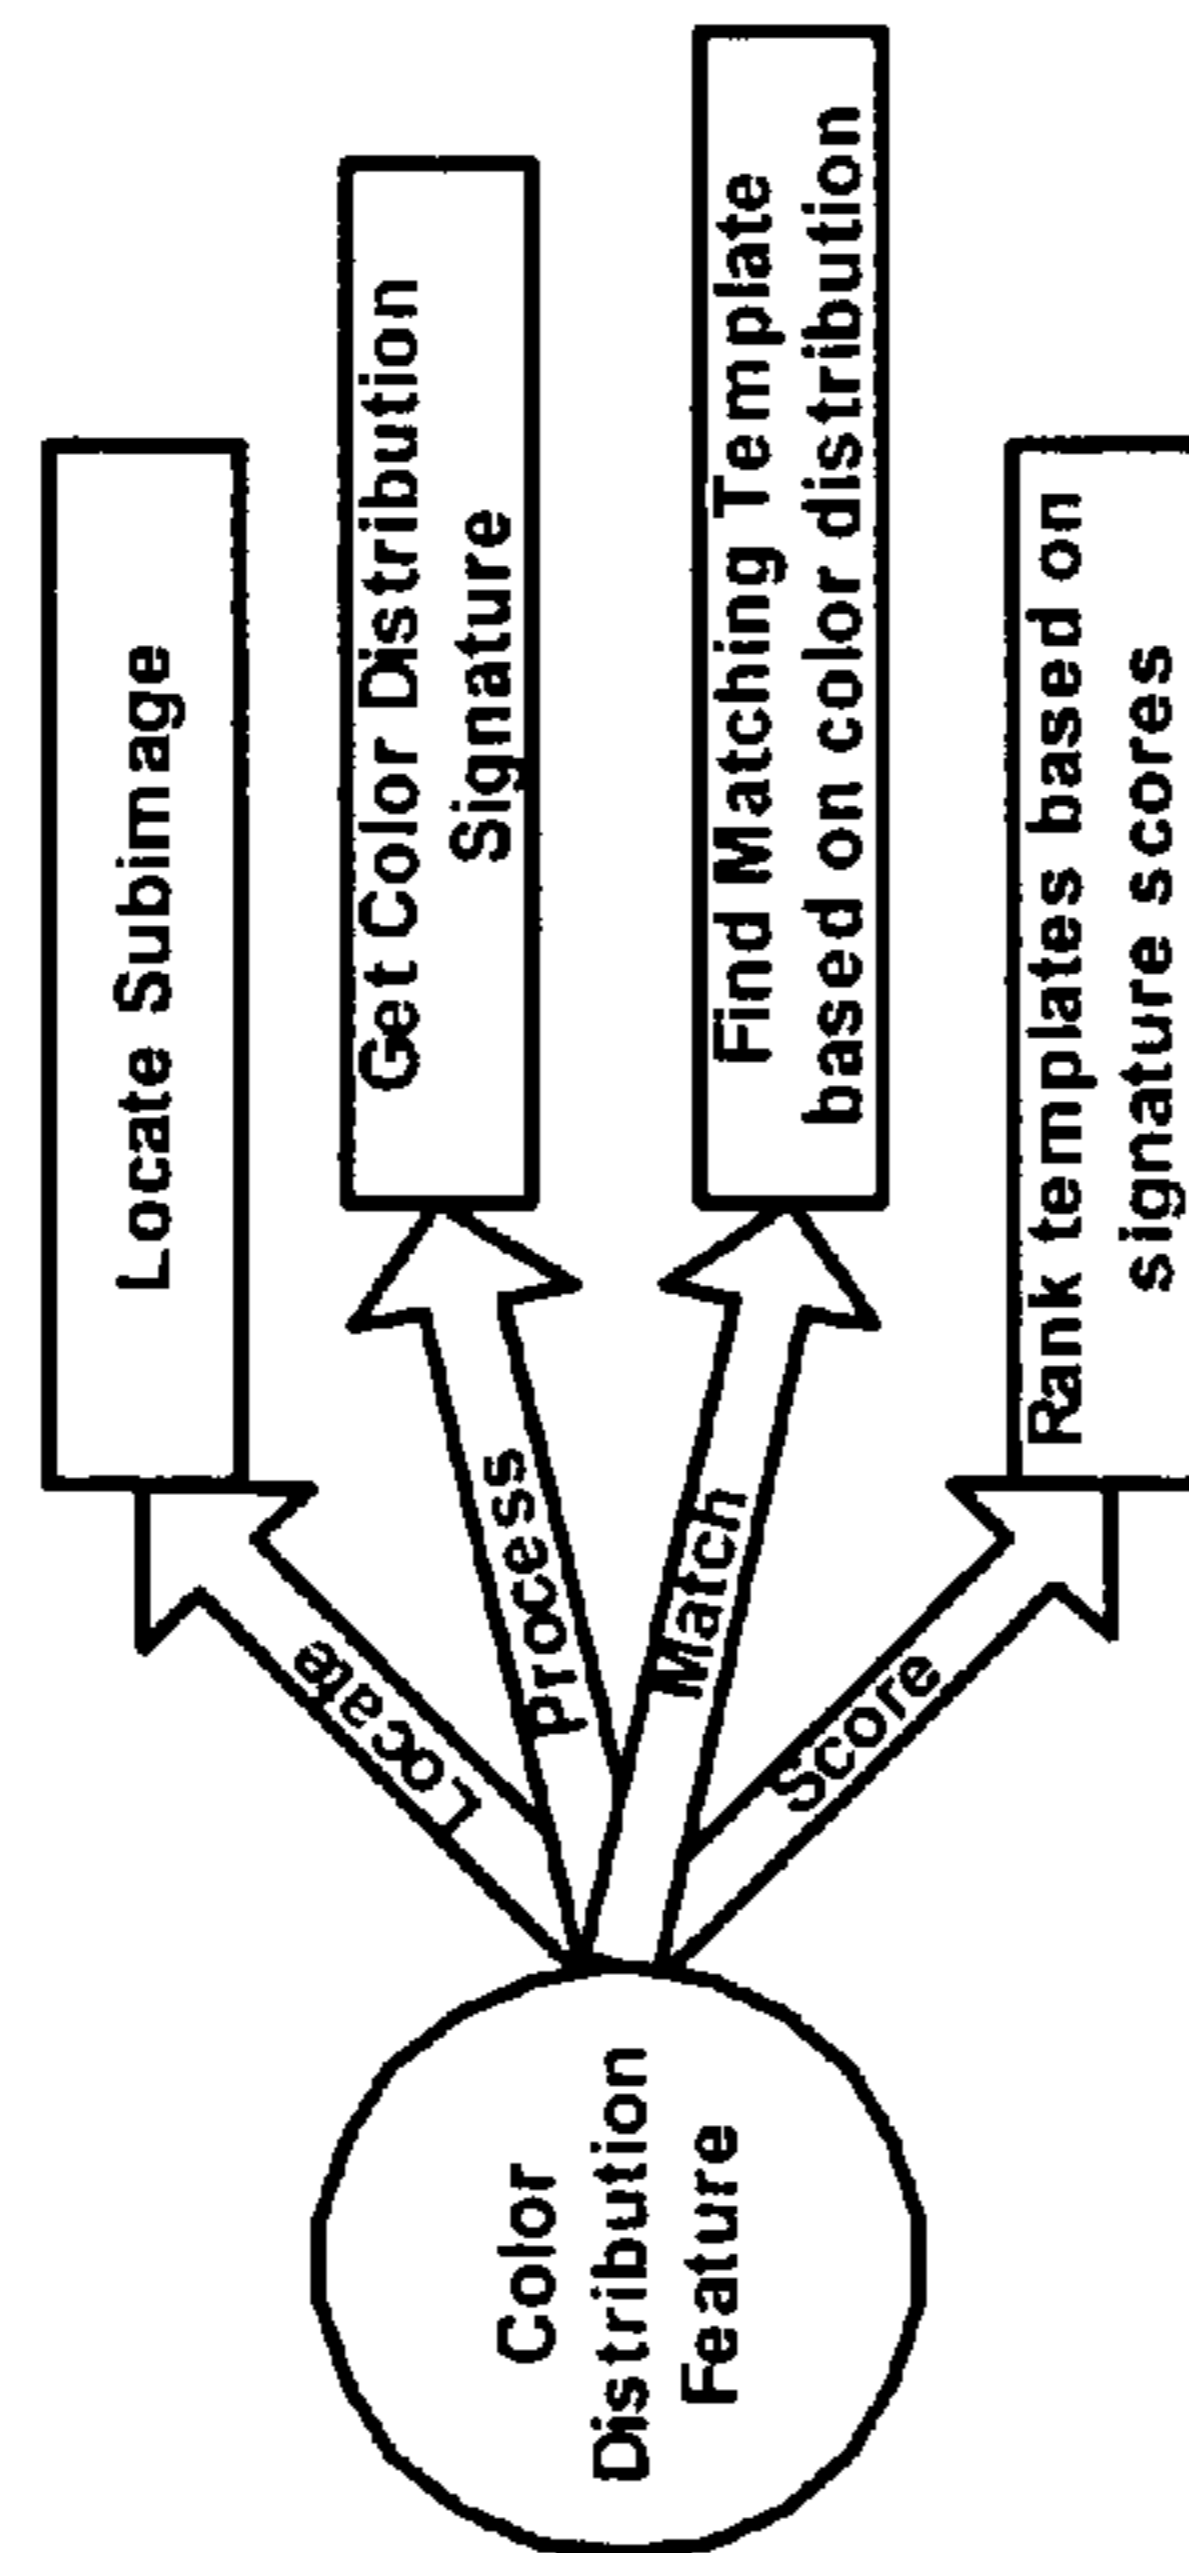 Locate Subimage
Get Color Distribution
Signature
Find Matching Template
based on color distribution
Rank templates based on
signature scores
Locate
Process
Match
Score
Color
Distribution
Feature